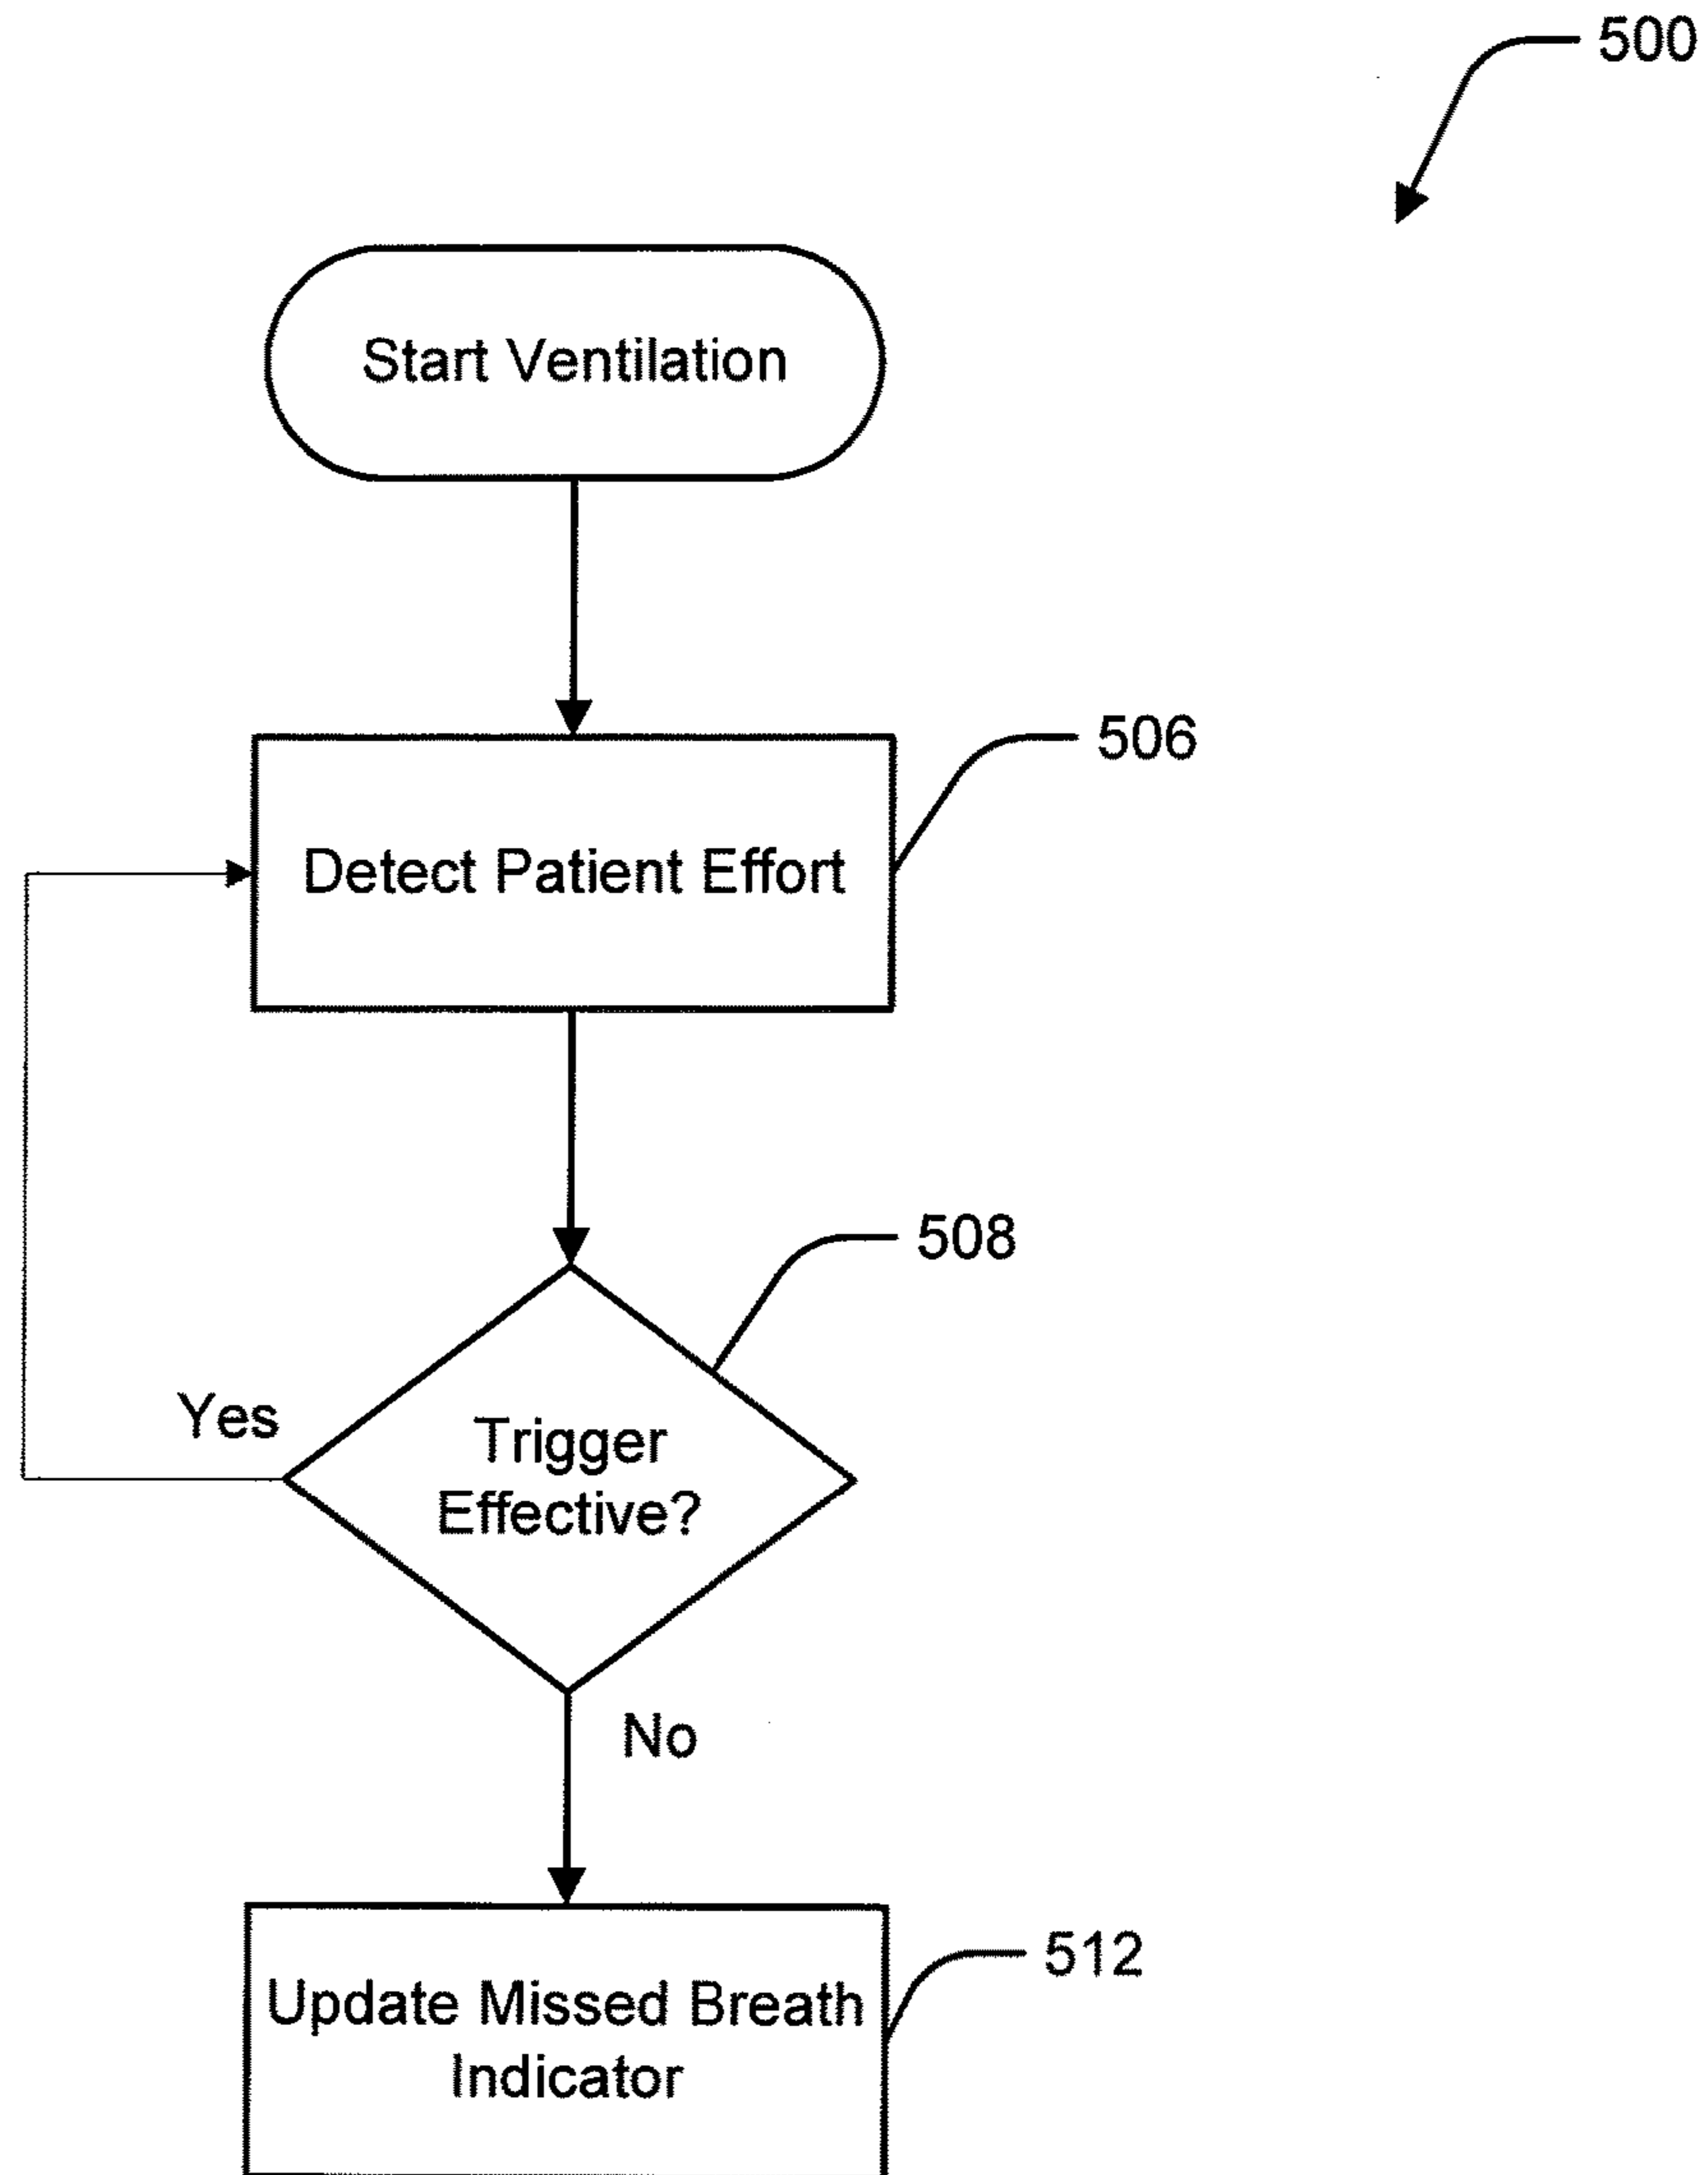 500
Start Ventilation
506
Detect Patient Effort
508
Yes
Trigger
Effective?
No
512
Update Missed Breath
Indicator